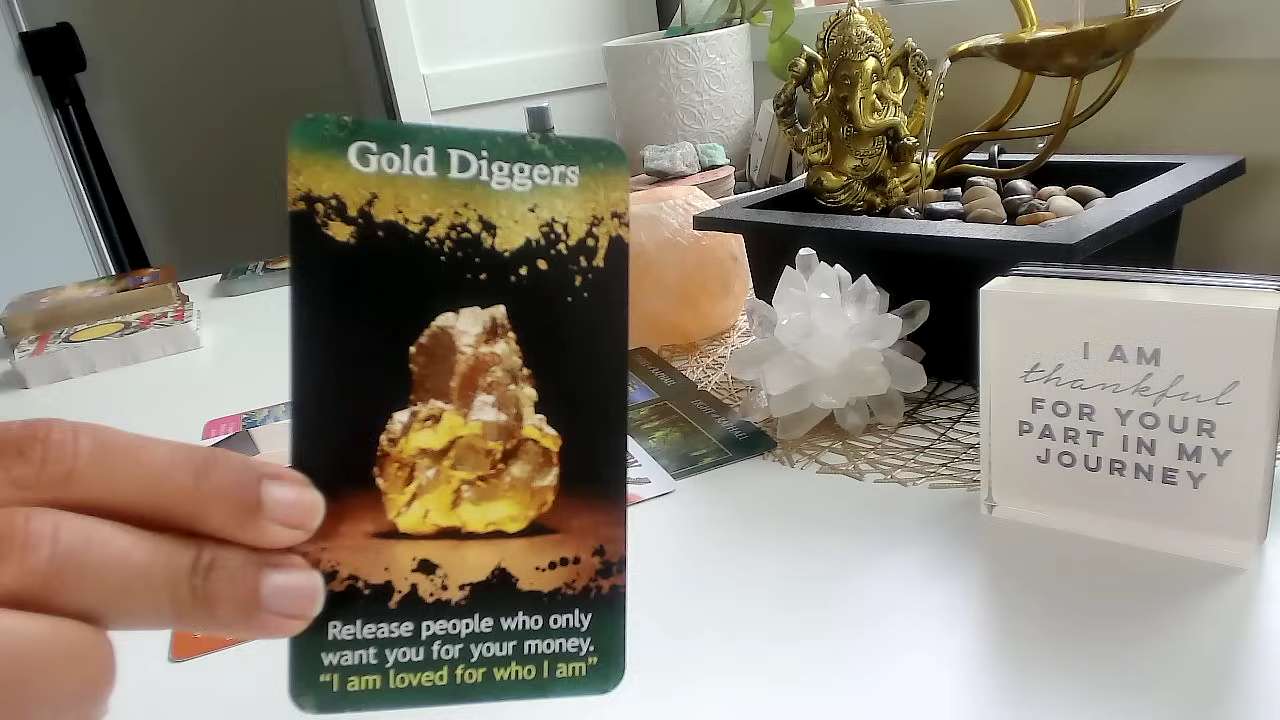 Gold Diggers
Release people who only
want you for your money.
“I am loved for who I am”
I AM
thankful
FOR YOUR
PART IN MY
JOURNEY